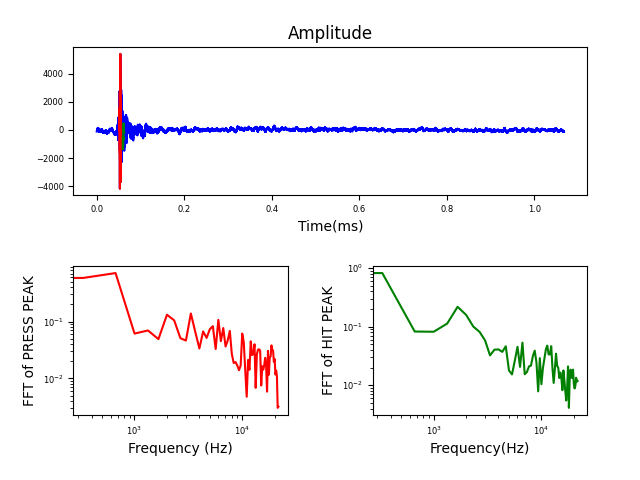 Amplitude
4000
2000
0
−2000
−4000
0.0 0.2 0.4 0.6 0.8 1.0
Time(ms)
FFT of PRESS PEAK
10⁻¹
10⁻²
10³ 10⁴
Frequency (Hz)
FFT of HIT PEAK
10⁰
10⁻¹
10⁻²
10³ 10⁴
Frequency(Hz)